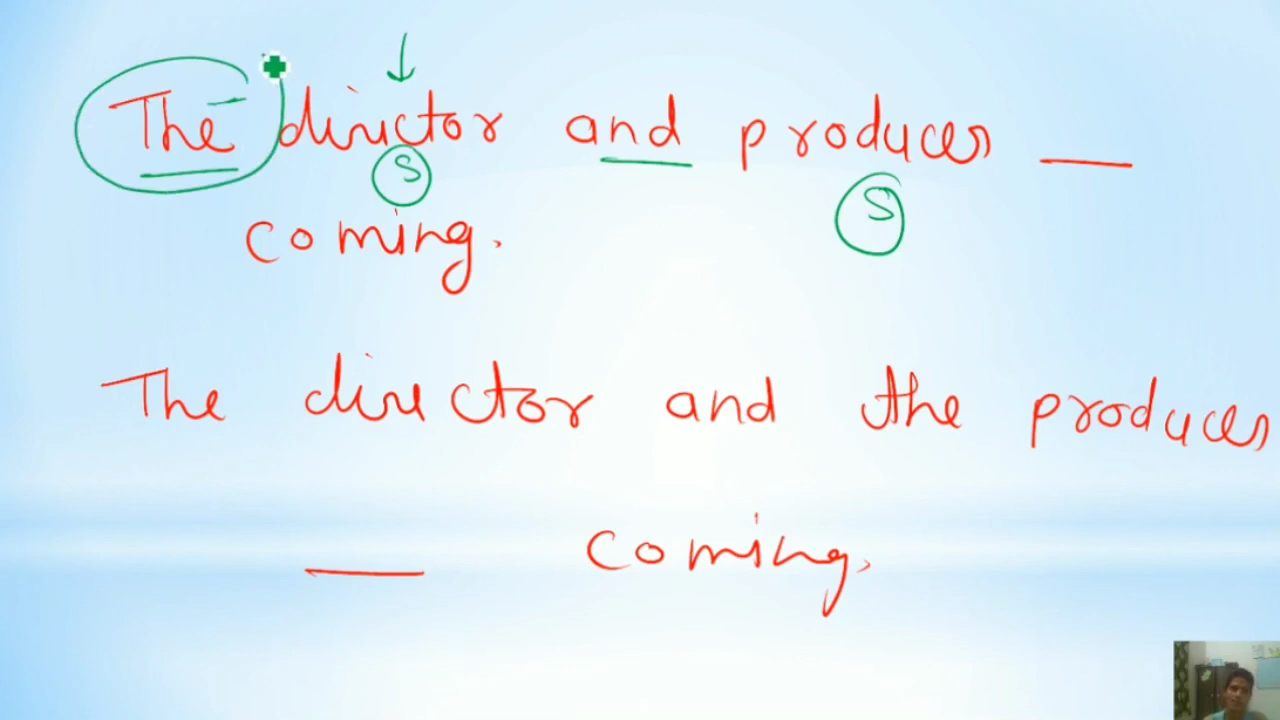 The director and producer __
S S
coming.
The director and the producer
__ coming.